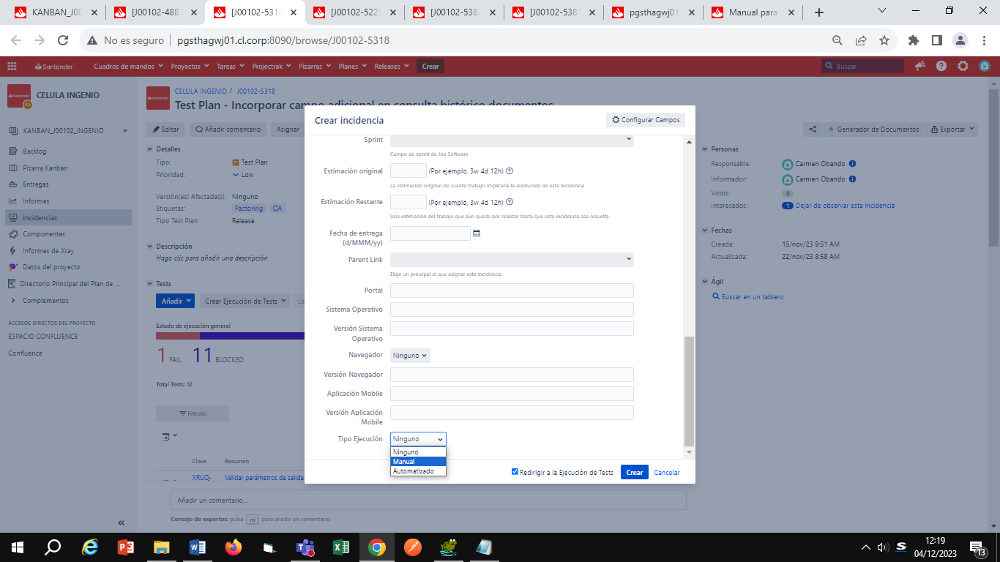 KANBAN_J00
[J00102-4887
[J00102-5318
[J00102-5229
[J00102-5382
[J00102-538
pgsthagwj01
Manual para
No es seguro pgsthagwj01.cl.corp:8090/browse/J00102-5318
Santander Cuadros de mandos Proyectos Tareas Projectrak Pizarras Planes Releases Crear Buscar
CELULA INGENIO
KANBAN_J00102_INGENIO
Backlog
Pizarra Kanban
Entregas
Informes
Incidencias
Componentes
Informes de Xray
Datos del proyecto
Directorio Principal del Plan de ...
Complementos
ACCESOS DIRECTOS DEL PROYECTO
ESPACIO CONFLUENCE
Confluence
CELULA INGENIO / J00102-5318
Test Plan - Incorporar campo adicional en consulta histórico documentos
Editar Añadir comentario Asignar
Generador de Documentos Exportar
Detalles
Tipo: Test Plan
Prioridad: Low
Versión(es) Afectada(s): Ninguno
Etiquetas: Factoring QA
Tipo Test Plan: Release
Descripción
Haga clic para añadir una descripción
Tests
Añadir Crear Ejecución de Tests La
Estado de ejecución general
1 FAIL 11 BLOCKED
Total Tests: 12
Filtro(s)
Clave Resumen
XRUQ- Validar parámetros de salida
Añadir un comentario...
Consejo de expertos: pulsa m para añadir un comentario
Crear incidencia
Configurar Campos
Sprint
Campo de sprint de Jira Software
Estimación original (Por ejemplo, 3w 4d 12h)
La estimación original de cuánto trabajo implicaría la resolución de esta incidencia.
Estimación Restante (Por ejemplo, 3w 4d 12h)
Una estimación del trabajo que aún queda por realizar hasta que esta incidencia sea resuelta.
Fecha de entrega
(d/MMM/yy)
Parent Link
Elige un principal al que asignar esta incidencia.
Portal
Sistema Operativo
Versión Sistema
Operativo
Navegador Ninguno
Versión Navegador
Aplicación Mobile
Versión Aplicación
Mobile
Tipo Ejecución Ninguno
Ninguno
Manual
Automatizado
Redirigir a la Ejecución de Tests Crear Cancelar
Personas
Responsable: Carmen Obando
Informador: Carmen Obando
Votos: 0
Interesados: 1 Dejar de observar esta incidencia
Fechas
Creada: 15/nov/23 9:51 AM
Actualizada: 22/nov/23 8:58 AM
Ágil
Buscar en un tablero
12:19
04/12/2023
13